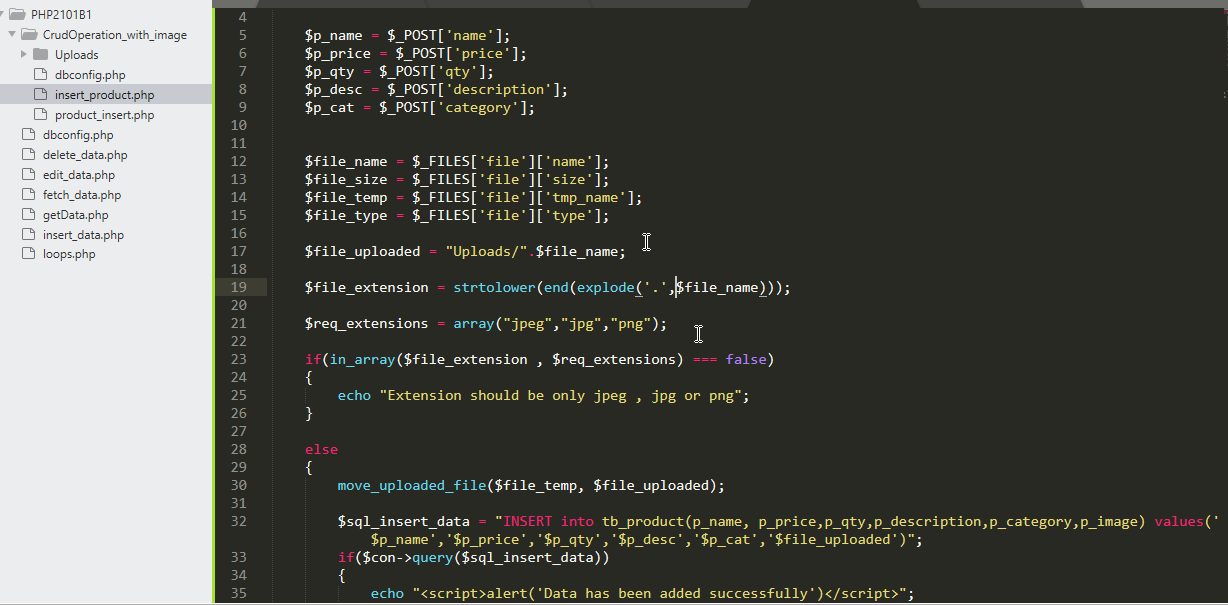 PHP2101B1
CrudOperation_with_image
Uploads
dbconfig.php
insert_product.php
product_insert.php
dbconfig.php
delete_data.php
edit_data.php
fetch_data.php
getData.php
insert_data.php
loops.php
4
5 $p_name = $_POST['name'];
6 $p_price = $_POST['price'];
7 $p_qty = $_POST['qty'];
8 $p_desc = $_POST['description'];
9 $p_cat = $_POST['category'];
10
11
12 $file_name = $_FILES['file']['name'];
13 $file_size = $_FILES['file']['size'];
14 $file_temp = $_FILES['file']['tmp_name'];
15 $file_type = $_FILES['file']['type'];
16
17 $file_uploaded = "Uploads/".$file_name;
18
19 $file_extension = strtolower(end(explode('.',$file_name)));
20
21 $req_extensions = array("jpeg","jpg","png");
22
23 if(in_array($file_extension , $req_extensions) === false)
24 {
25 echo "Extension should be only jpeg , jpg or png";
26 }
27
28 else
29 {
30 move_uploaded_file($file_temp, $file_uploaded);
31
32 $sql_insert_data = "INSERT into tb_product(p_name, p_price,p_qty,p_description,p_category,p_image) values('
$p_name','$p_price','$p_qty','$p_desc','$p_cat','$file_uploaded')";
33 if($con->query($sql_insert_data))
34 {
35 echo "<script>alert('Data has been added successfully')</script>";